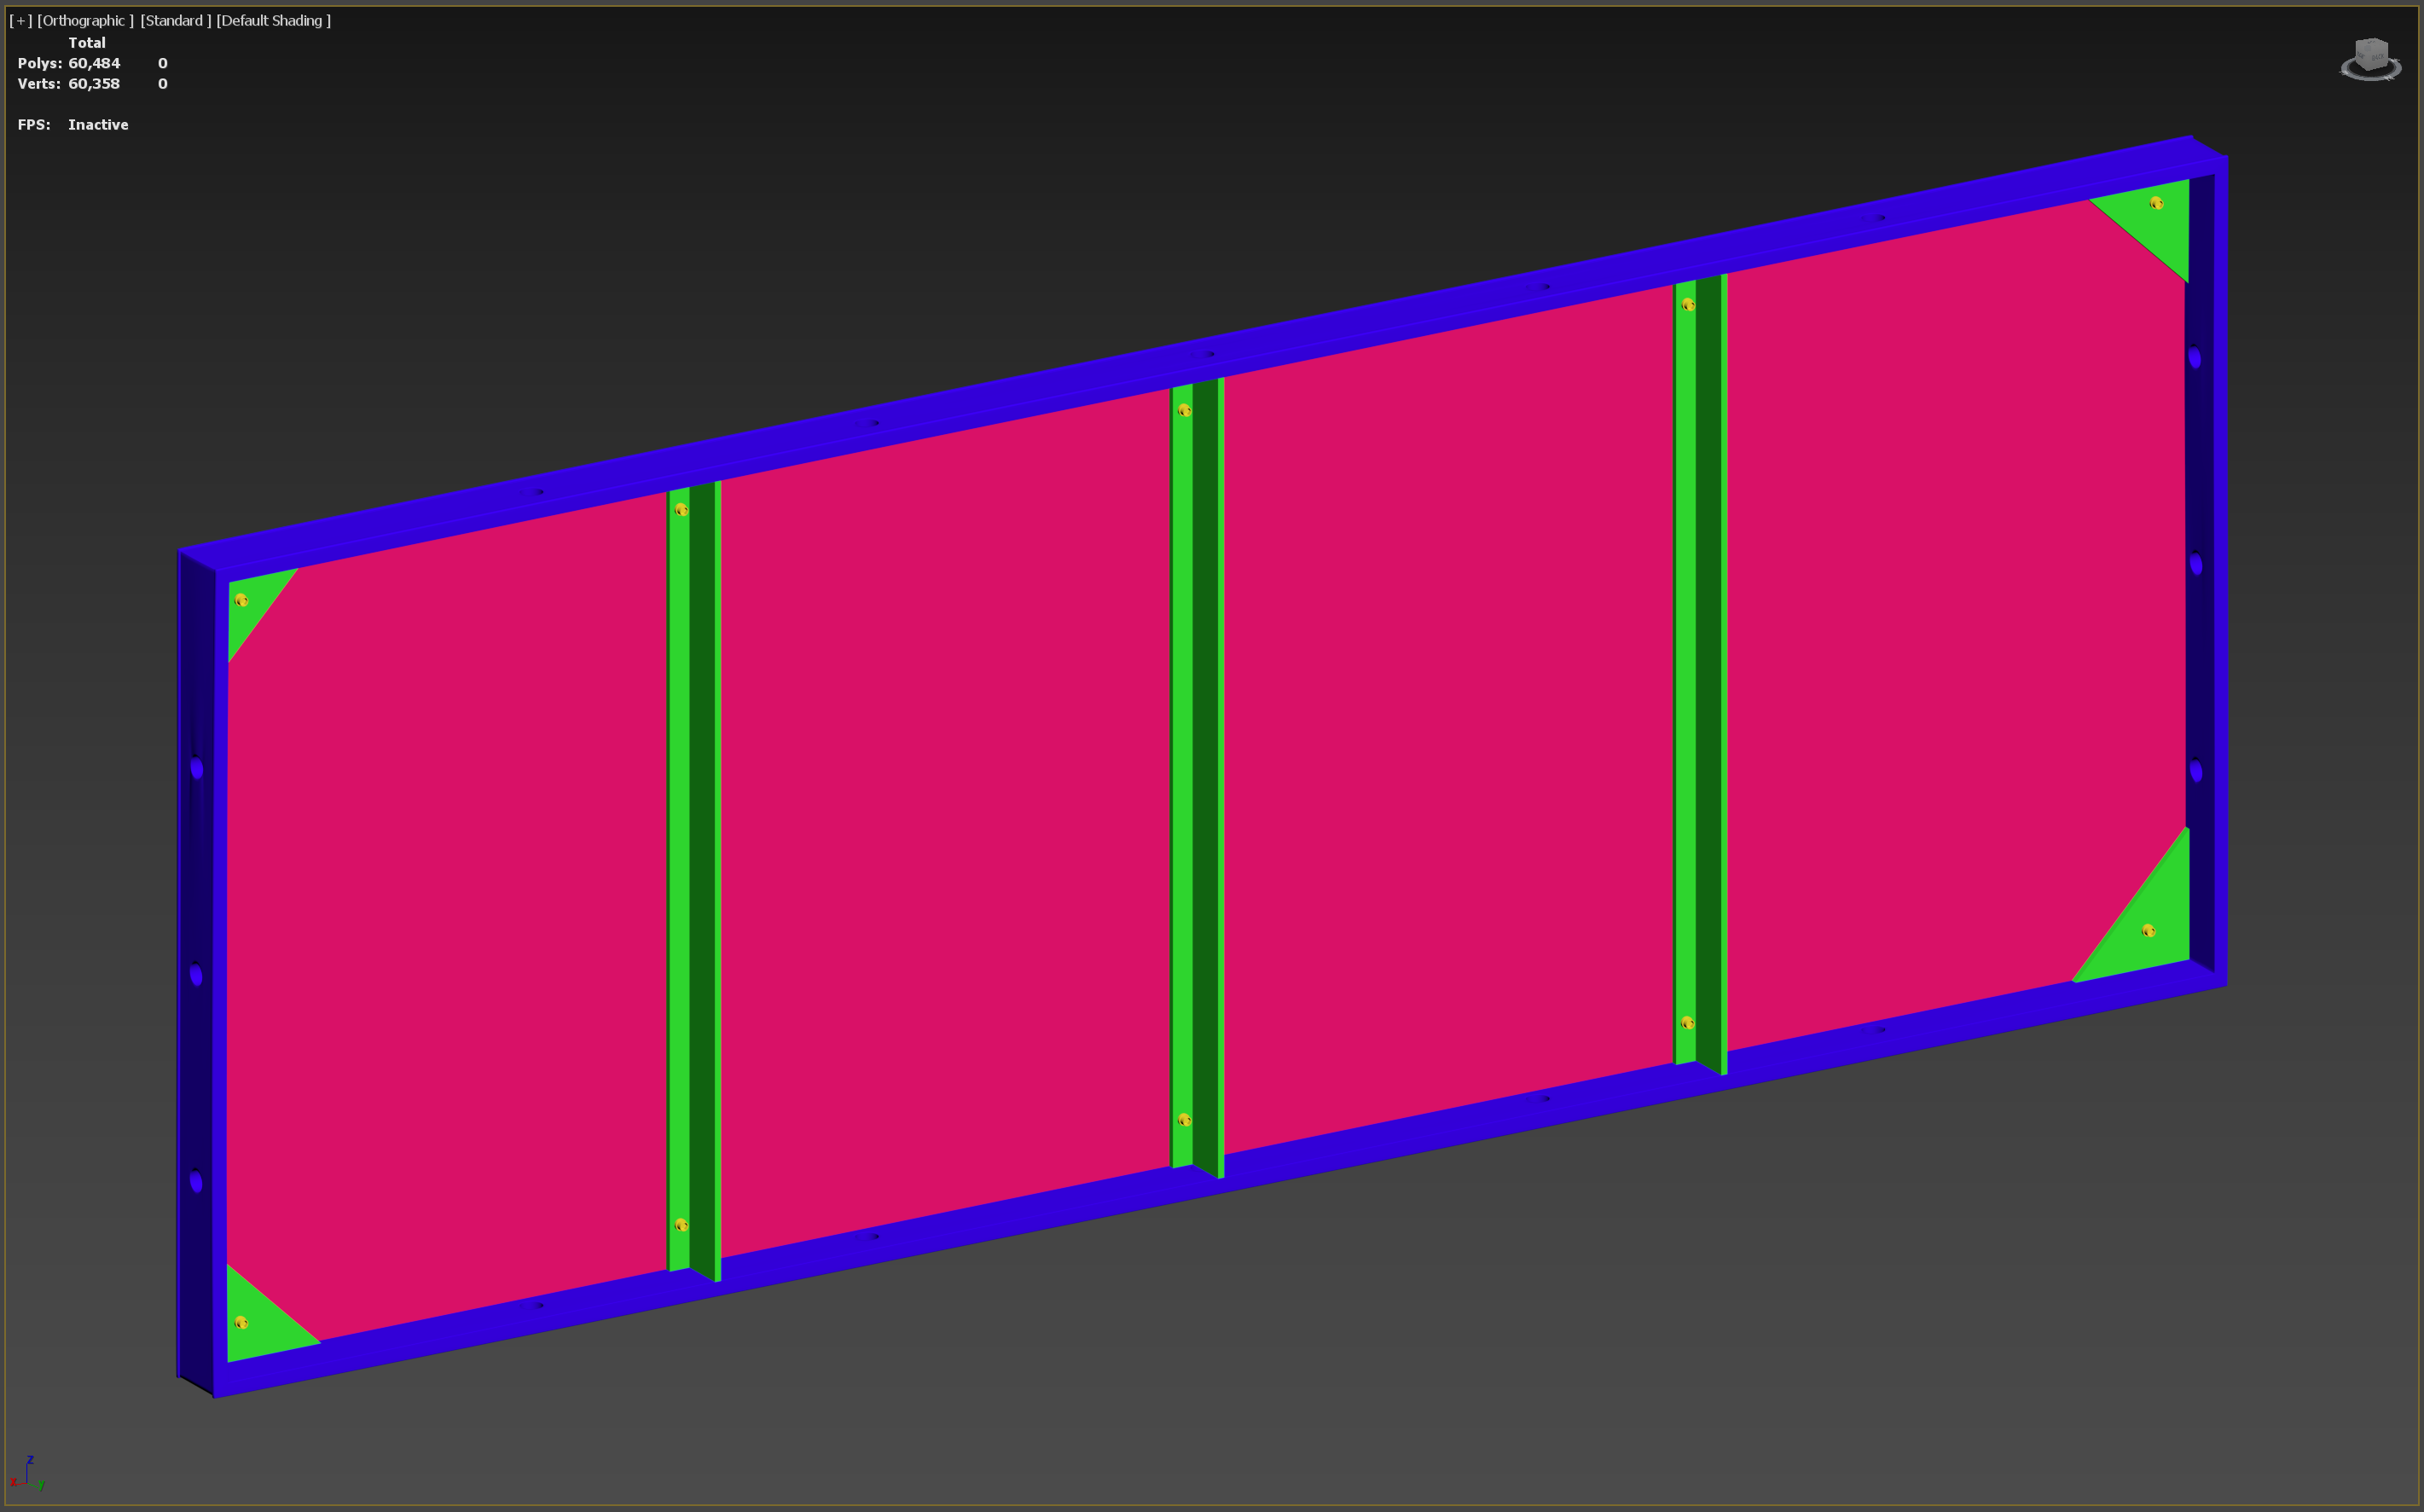 [+] [Orthographic ] [Standard ] [Default Shading ]
Total
Polys: 60,484 0
Verts: 60,358 0
FPS: Inactive
z
x y